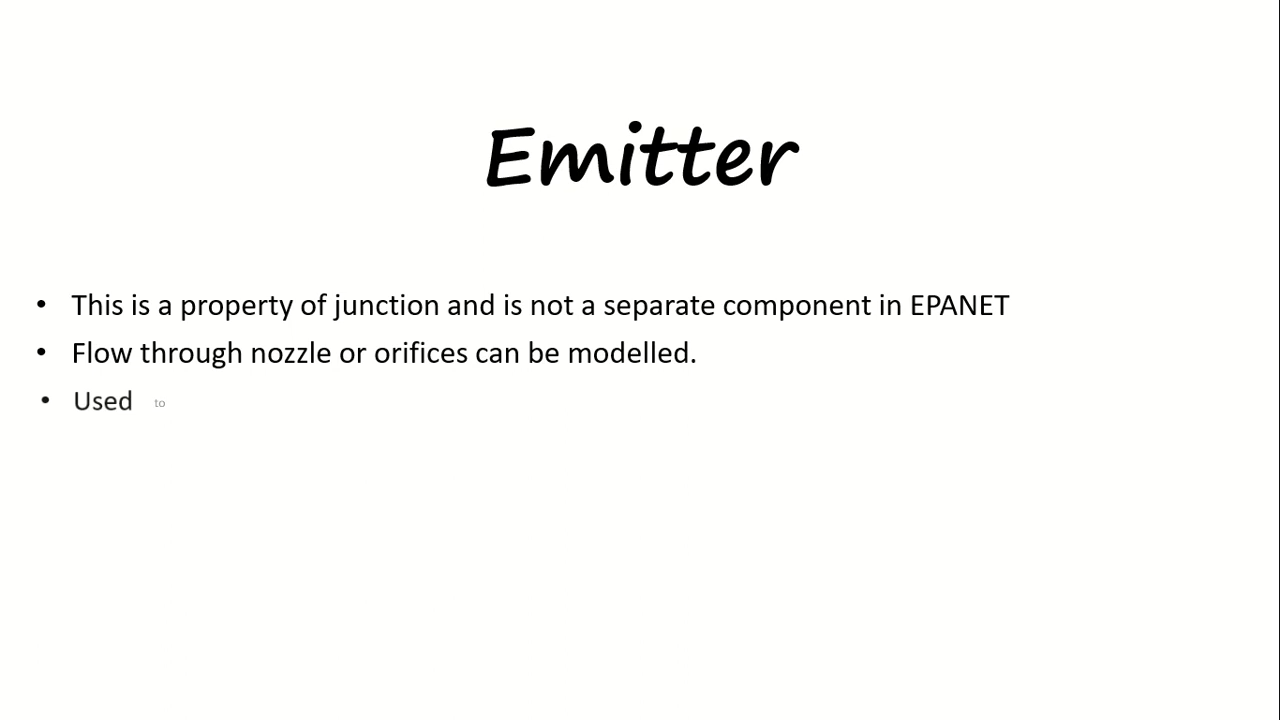 Emitter
• This is a property of junction and is not a separate component in EPANET
• Flow through nozzle or orifices can be modelled.
• Used to